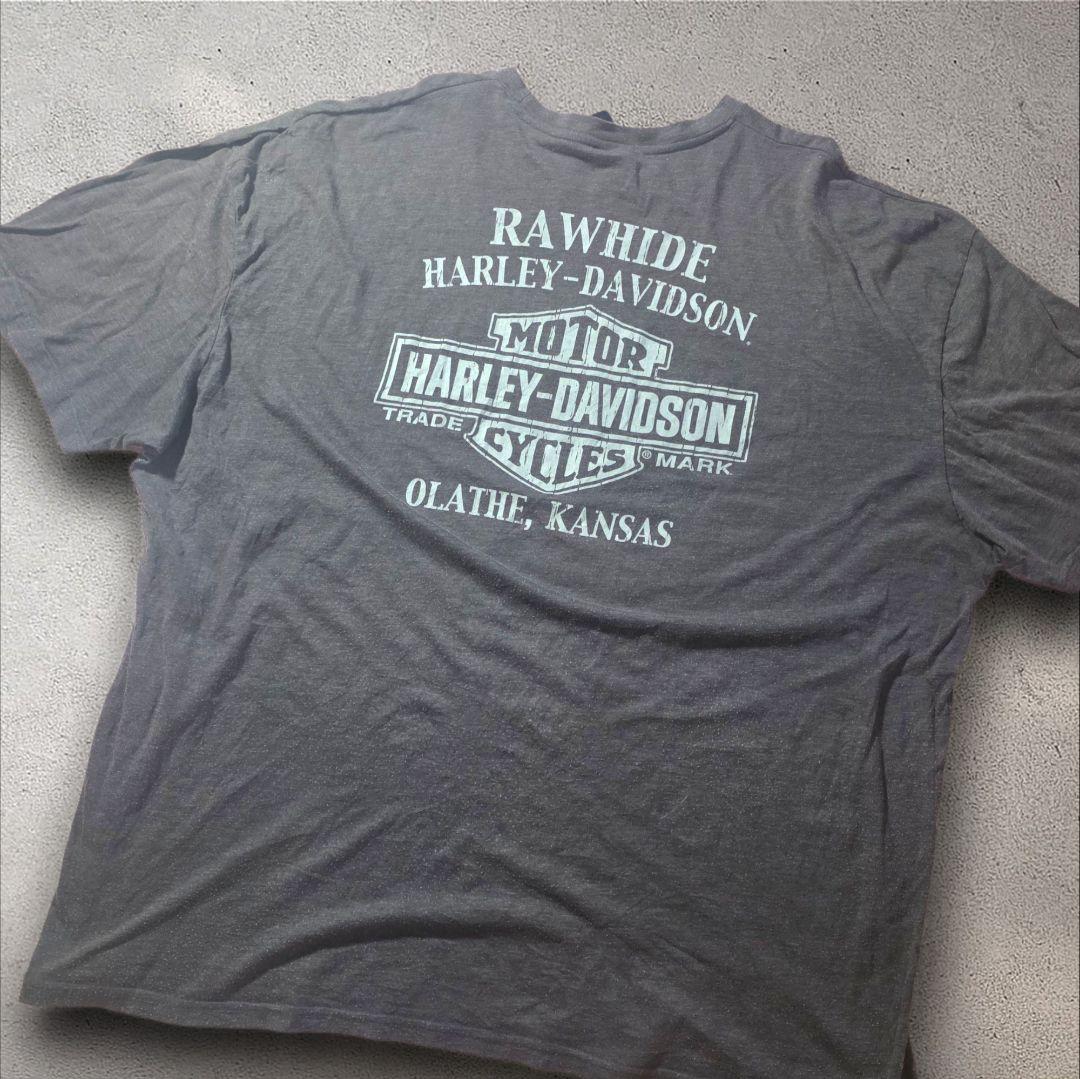 RAWHIDE
HARLEY-DAVIDSON.
MOTOR
HARLEY-DAVIDSON
TRADE CYCLES ® MARK
OLATHE, KANSAS